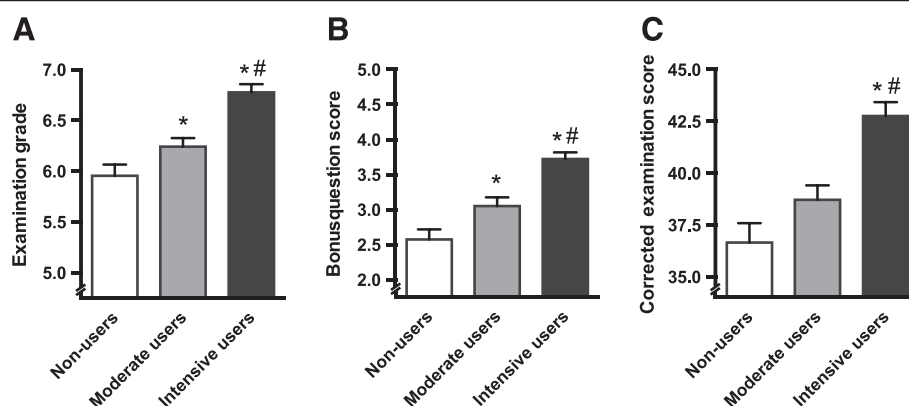 A
Examination grade
7.0
6.5
6.0
5.5
5.0
*
*#
Non-users
Moderate users
Intensive users
B
Bonusquestion score
5.0
4.5
4.0
3.5
3.0
2.5
2.0
*
*#
Non-users
Moderate users
Intensive users
C
Corrected examination score
45.0
42.5
40.0
37.5
35.0
*#
Non-users
Moderate users
Intensive users